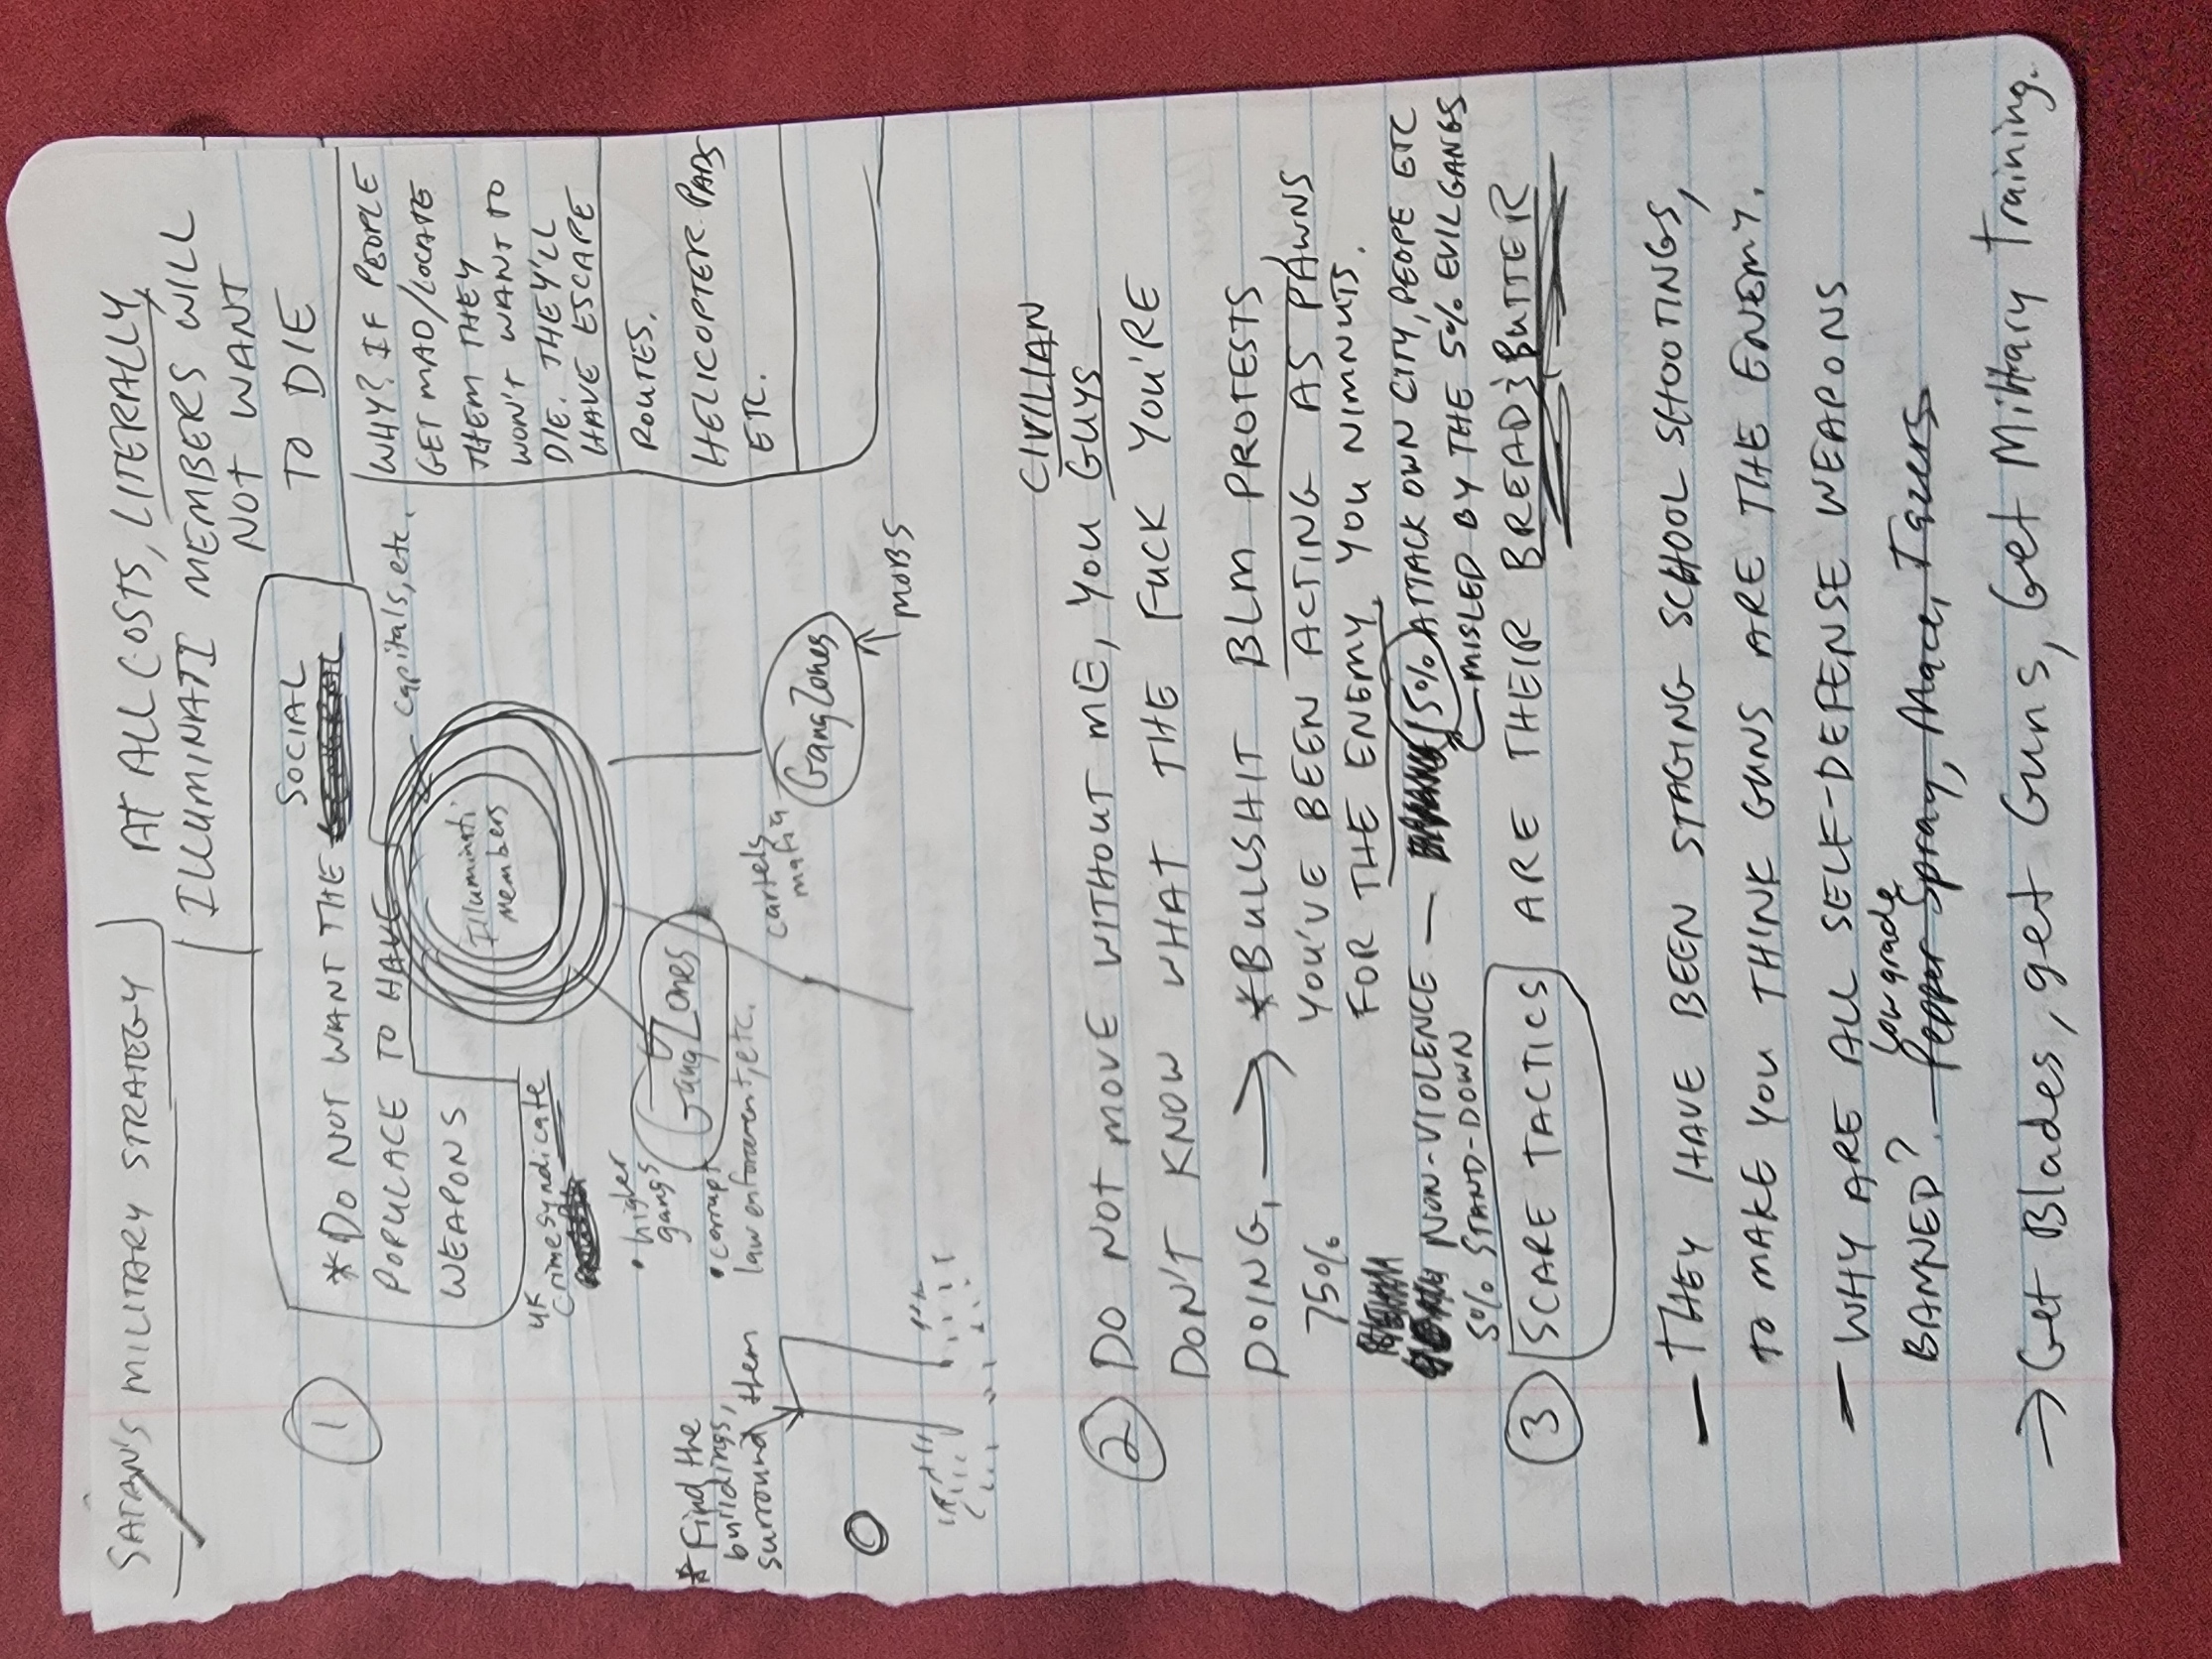 SATAN'S MILITARY STRATEGY
AT ALL COSTS, LITERALLY,
ILLUMINATI MEMBERS WILL
NOT WANT
TO DIE
1
SOCIAL
*DO NOT WANT THE GENERAL
POPULACE TO HAVE
WEAPONS
capitals, etc.
Illuminati
members
WHY? IF PEOPLE
GET MAD/LOCATE
THEM THEY
WON'T WANT TO
DIE. THEY'LL
HAVE ESCAPE
ROUTES.
HELICOPTER PADS
ETC.
Crime syndicate
• higher
gangs
Gang Zones
• corrupt
law enforcement, etc.
* Find the
buildings,
surround them
cartels
mafia
Gang Zones
MOBS
CIVILIAN
2 DO NOT MOVE WITHOUT ME, YOU GUYS
DON'T KNOW WHAT THE FUCK YOU'RE
DOING, → *BULLSHIT BLM PROTESTS,
75% YOU'VE BEEN ACTING AS PAWNS
FOR THE ENEMY, YOU NIMNUTS.
NON-VIOLENCE — 15% ATTACK OWN CITY, PEOPE ETC
5% STAND-DOWN MISLED BY THE 5% EVIL GANGS
3 SCARE TACTICS ARE THEIR BREAD & BUTTER
— THEY HAVE BEEN STAGING SCHOOL SHOOTINGS,
TO MAKE YOU THINK GUNS ARE THE ENEMY.
— WHY ARE ALL SELF-DEFENSE WEAPONS
low grade
BANNED? Pepper Spray, Mace, Tazers
→ Get Blades, get Guns, Get Military Training.